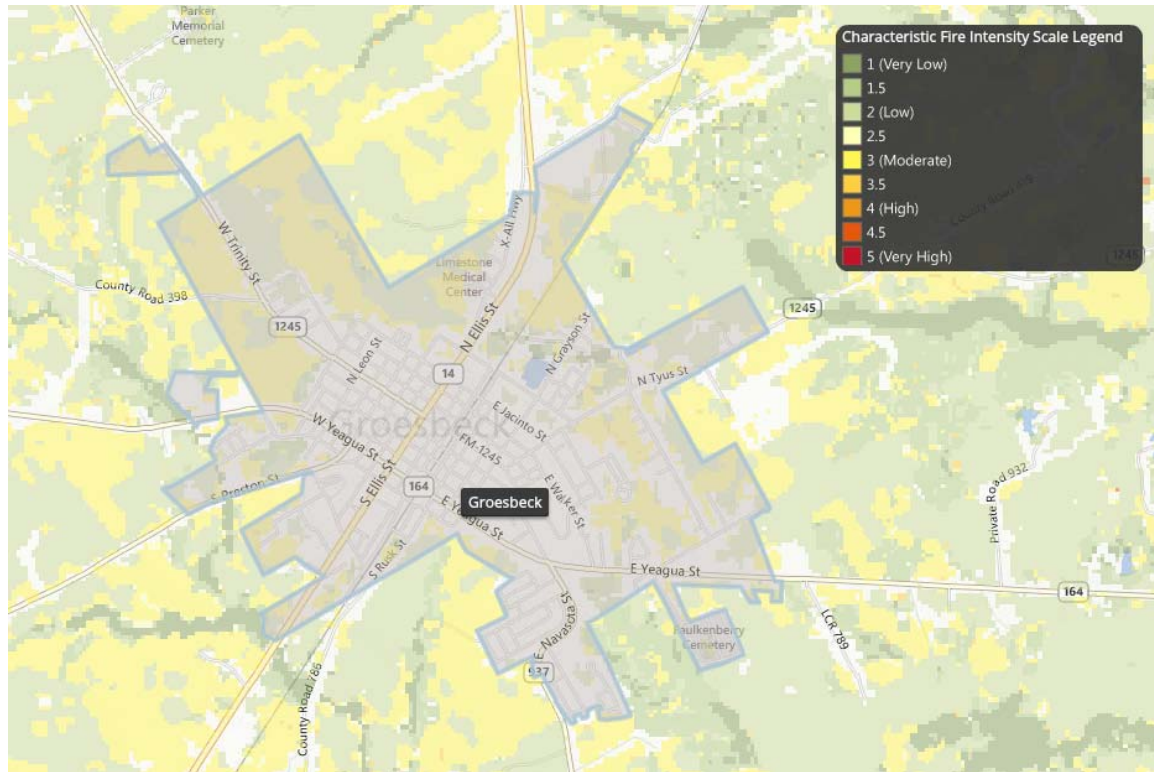 Parker
Memorial
Cemetery
Characteristic Fire Intensity Scale Legend
1 (Very Low)
1.5
2 (Low)
2.5
3 (Moderate)
3.5
4 (High)
4.5
5 (Very High)
1245
X-All Hwy
W Trinity St
Limestone
Medical
Center
County Road 398
1245
1245
N Ellis St
N Grayson St
N Leon St
14
N Tyus St
E Jacinto St
Groesbeck
W Yeagua St
FM-1245
S Ellis St
164
E Walker St
S Preston St
Groesbeck
E Yeagua St
Private Road 932
S Rusk St
E Yeagua St
164
E Navasota St
Faulkenberry
Cemetery
LCR 789
937
County Road 786